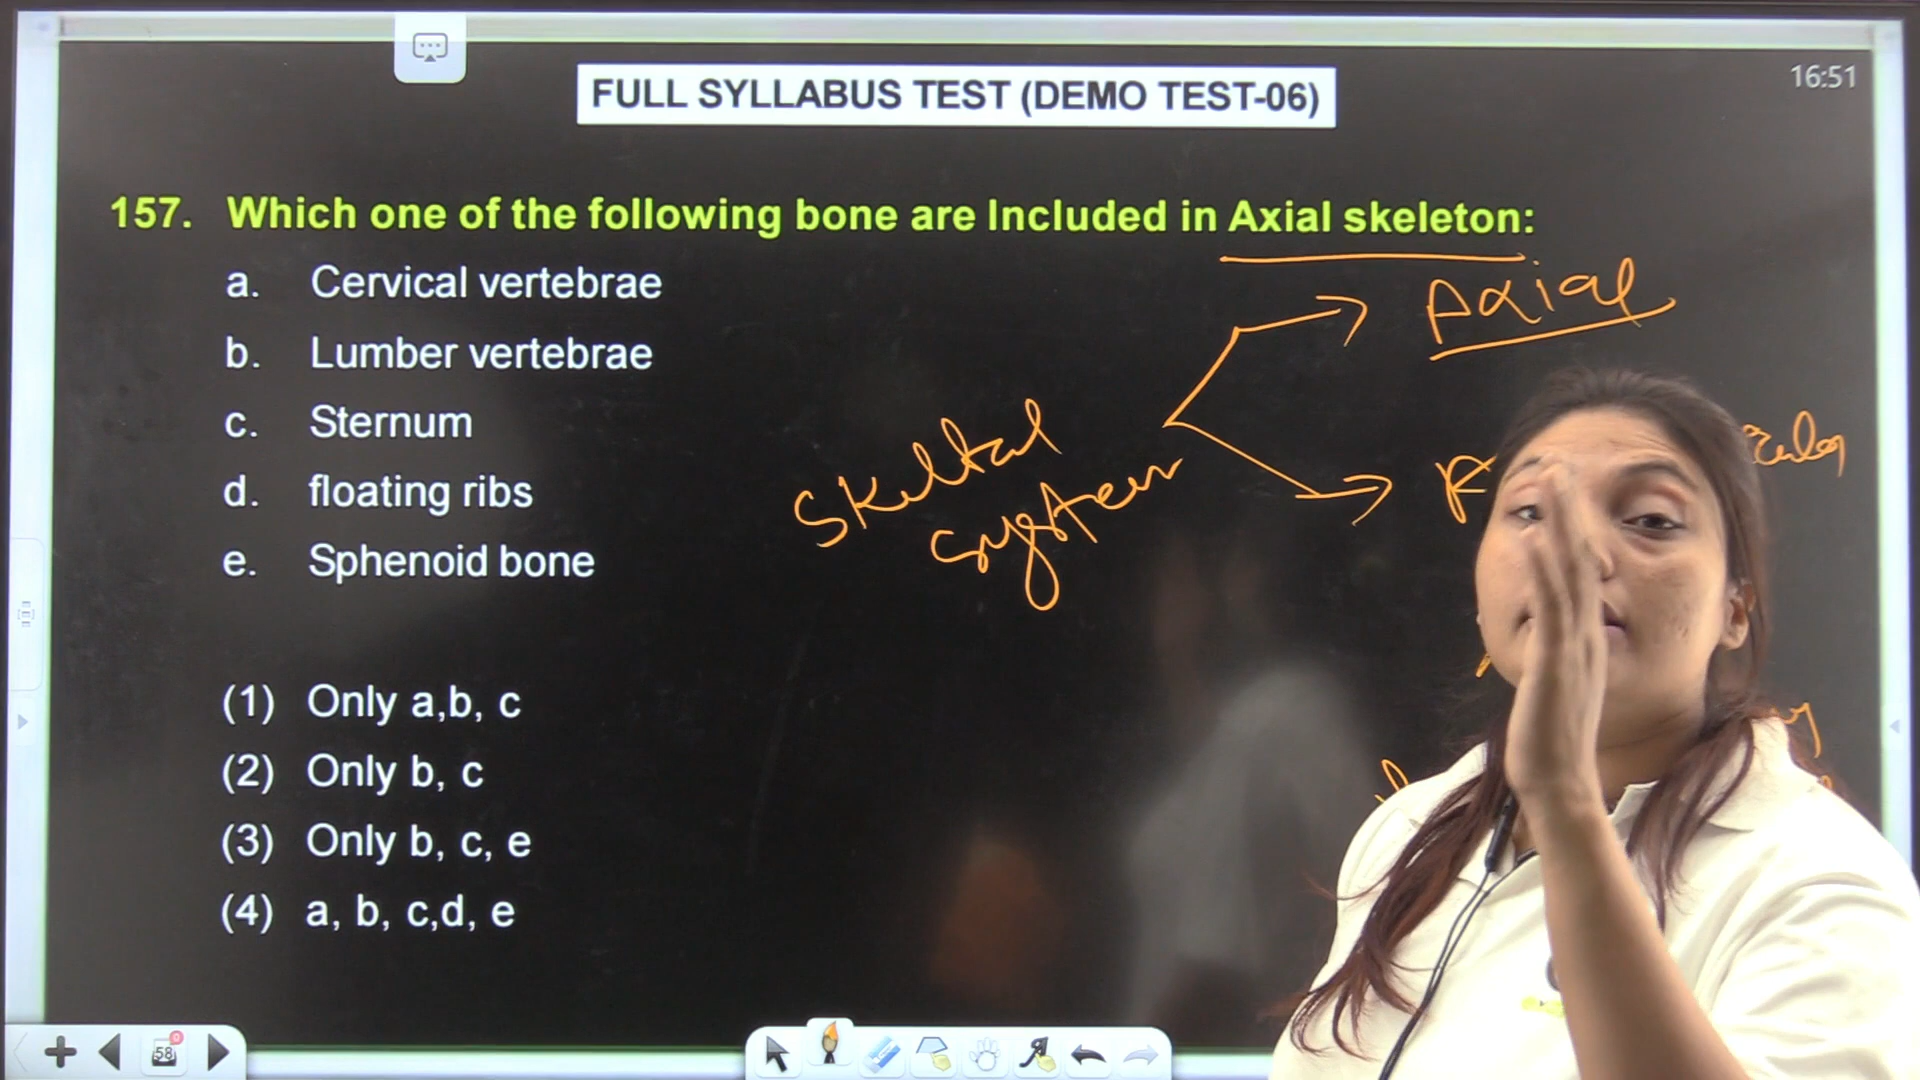 16:51
FULL SYLLABUS TEST (DEMO TEST-06)
157. Which one of the following bone are Included in Axial skeleton:
a. Cervical vertebrae
b. Lumber vertebrae
c. Sternum
d. floating ribs
e. Sphenoid bone
(1) Only a,b, c
(2) Only b, c
(3) Only b, c, e
(4) a, b, c,d, e
Axial
Skeltal
System
58
0